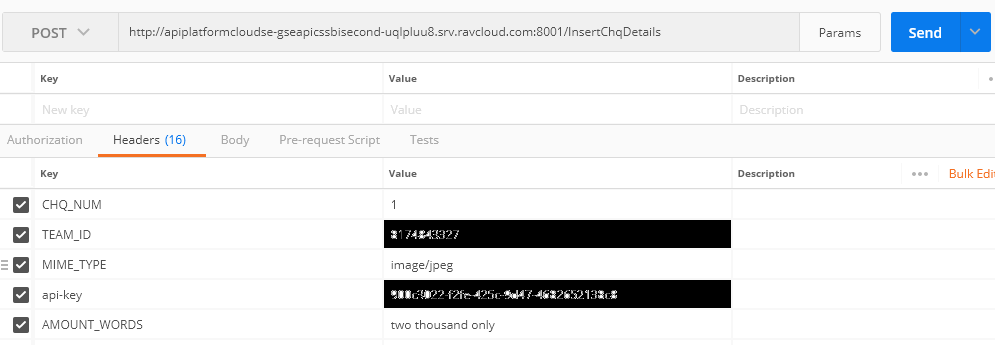 POST http://apiplatformcloudse-gseapicssbisecond-uqlpluu8.srv.ravcloud.com:8001/InsertChqDetails Params Send
Key Value Description
New key Value Description
Authorization Headers (16) Body Pre-request Script Tests
Key Value Description Bulk Edit
CHQ_NUM 1
TEAM_ID
MIME_TYPE image/jpeg
api-key
AMOUNT_WORDS two thousand only